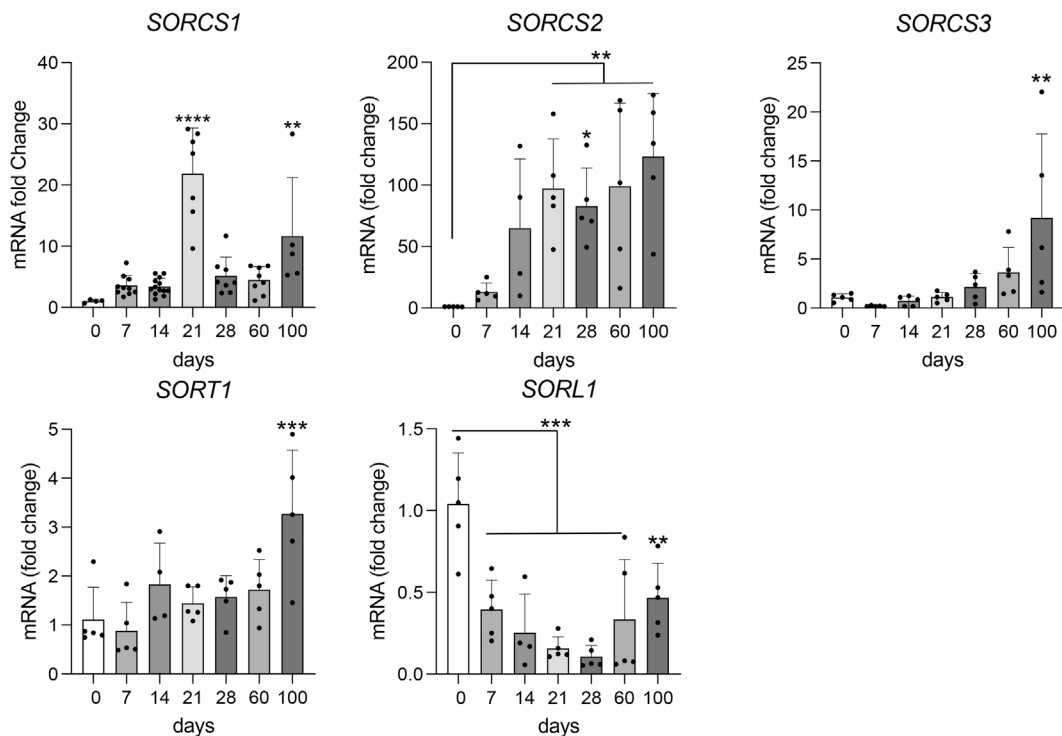 SORCS1
mRNA fold Change
40
30
20
10
0
****
**
0 7 14 21 28 60 100
days
SORCS2
mRNA (fold change)
200
150
100
50
0
**
*
0 7 14 21 28 60 100
days
SORCS3
mRNA (fold change)
25
20
15
10
5
0
**
0 7 14 21 28 60 100
days
SORT1
mRNA (fold change)
5
4
3
2
1
0
***
0 7 14 21 28 60 100
days
SORL1
mRNA (fold change)
1.5
1.0
0.5
0.0
***
**
0 7 14 21 28 60 100
days